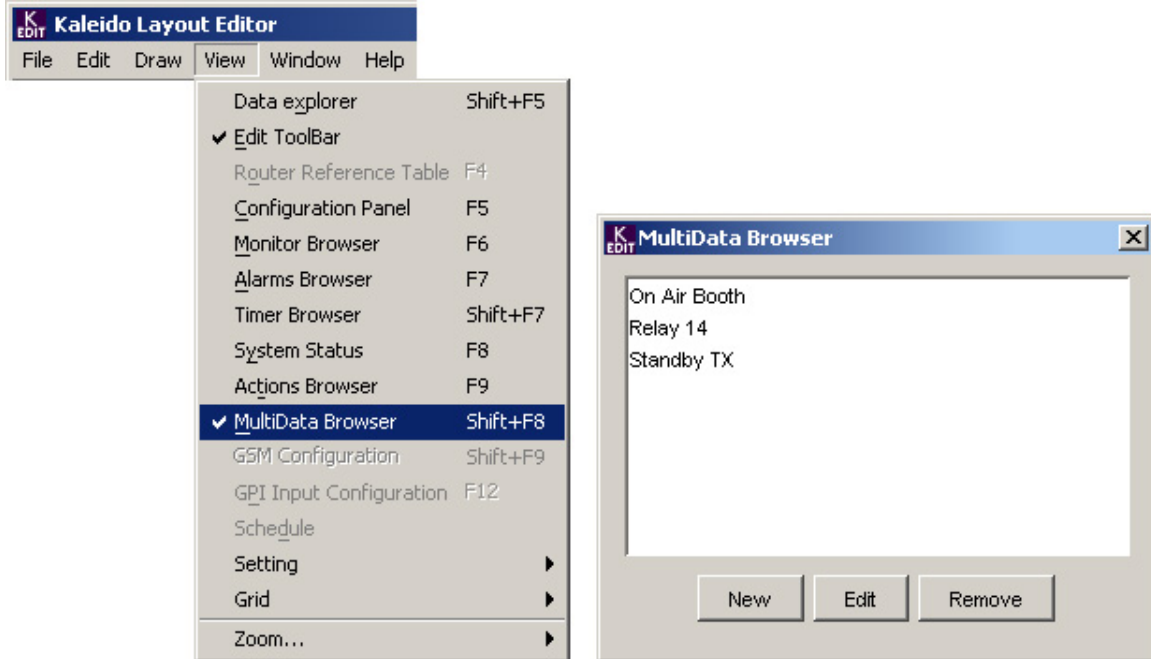 K EDIT Kaleido Layout Editor
File Edit Draw View Window Help
Data explorer Shift+F5
✔ Edit ToolBar
Router Reference Table F4
Configuration Panel F5
Monitor Browser F6
Alarms Browser F7
Timer Browser Shift+F7
System Status F8
Actions Browser F9
✔ MultiData Browser Shift+F8
GSM Configuration Shift+F9
GPI Input Configuration F12
Schedule
Setting
Grid
Zoom...
K EDIT MultiData Browser
On Air Booth
Relay 14
Standby TX
New Edit Remove